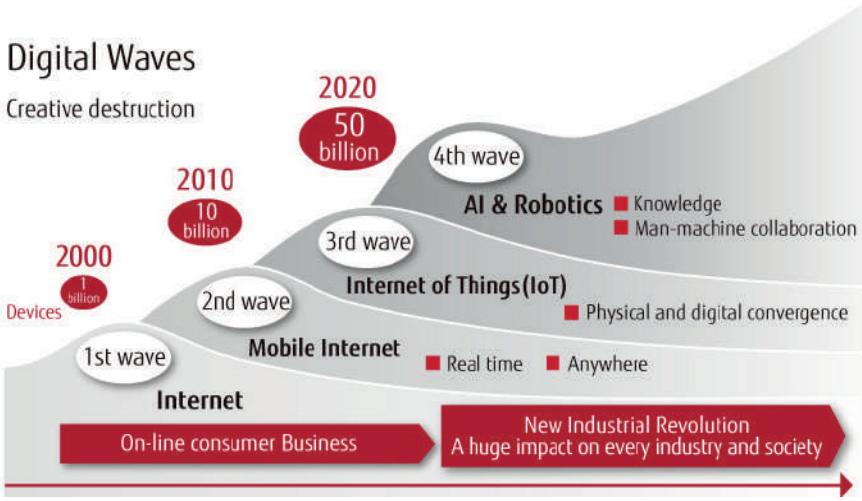 Digital Waves
Creative destruction
2020
50
billion
4th wave
2010
10
billion
AI & Robotics
Knowledge
Man-machine collaboration
3rd wave
2000
1
billion
Devices
Internet of Things(IoT)
Physical and digital convergence
2nd wave
Mobile Internet
Real time
Anywhere
1st wave
Internet
On-line consumer Business
New Industrial Revolution
A huge impact on every industry and society